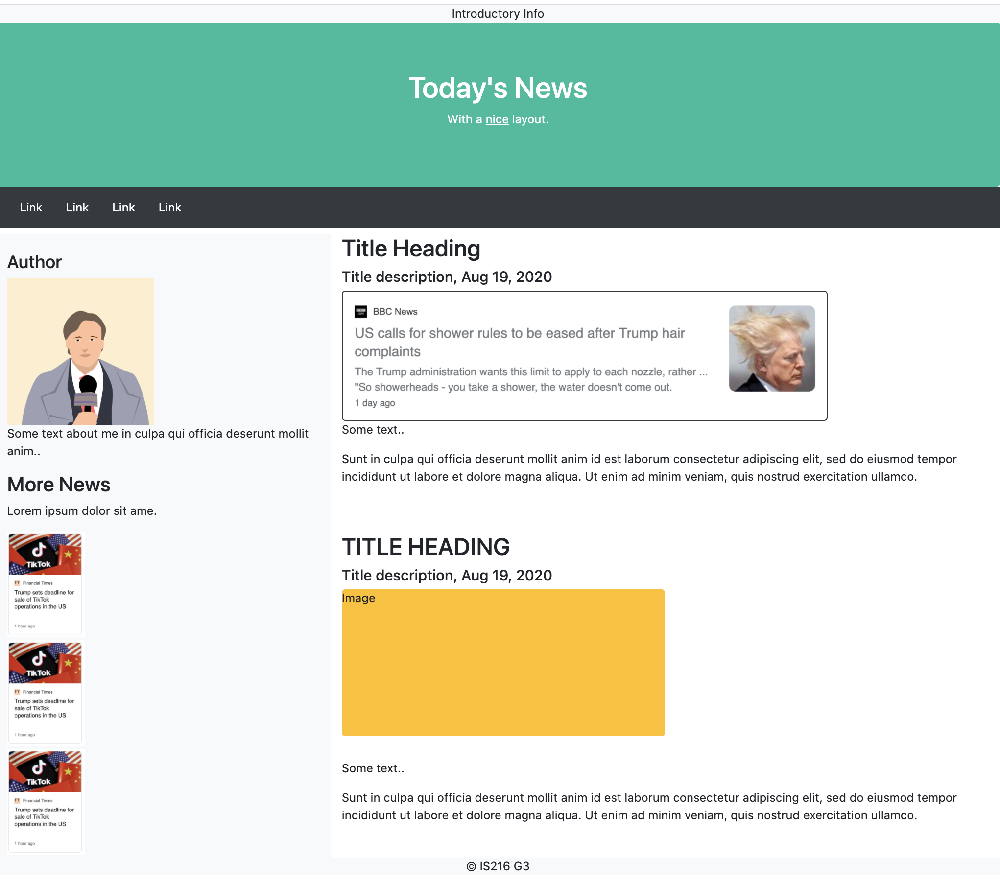 Introductory Info
Today's News
With a nice layout.
Link Link Link Link
Author
Some text about me in culpa qui officia deserunt mollit
anim..
More News
Lorem ipsum dolor sit ame.
TikTok
FT Financial Times
Trump sets deadline for
sale of TikTok
operations in the US
1 hour ago
TikTok
FT Financial Times
Trump sets deadline for
sale of TikTok
operations in the US
1 hour ago
TikTok
FT Financial Times
Trump sets deadline for
sale of TikTok
operations in the US
1 hour ago
Title Heading
Title description, Aug 19, 2020
BBC News
US calls for shower rules to be eased after Trump hair
complaints
The Trump administration wants this limit to apply to each nozzle, rather ...
"So showerheads - you take a shower, the water doesn't come out.
1 day ago
Some text..
Sunt in culpa qui officia deserunt mollit anim id est laborum consectetur adipiscing elit, sed do eiusmod tempor
incididunt ut labore et dolore magna aliqua. Ut enim ad minim veniam, quis nostrud exercitation ullamco.
TITLE HEADING
Title description, Aug 19, 2020
Image
Some text..
Sunt in culpa qui officia deserunt mollit anim id est laborum consectetur adipiscing elit, sed do eiusmod tempor
incididunt ut labore et dolore magna aliqua. Ut enim ad minim veniam, quis nostrud exercitation ullamco.
© IS216 G3